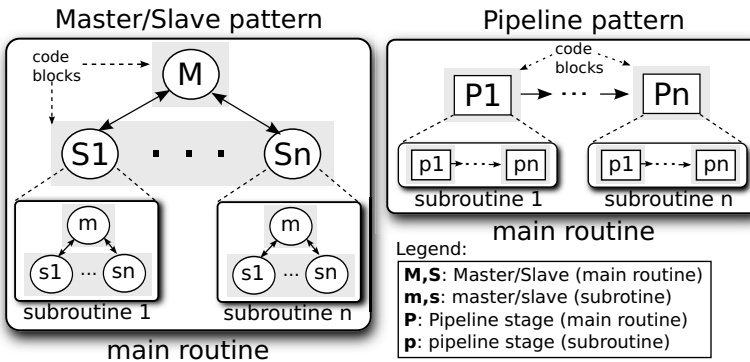 Master/Slave pattern
code
blocks
M
S1 . . . Sn
m
s1 ... sn
subroutine 1
m
s1 ... sn
subroutine n
main routine
Pipeline pattern
code
blocks
P1 ... Pn
p1 pn
subroutine 1
p1 pn
subroutine n
main routine
Legend:
M,S: Master/Slave (main routine)
m,s: master/slave (subrotine)
P: Pipeline stage (main routine)
p: pipeline stage (subroutine)